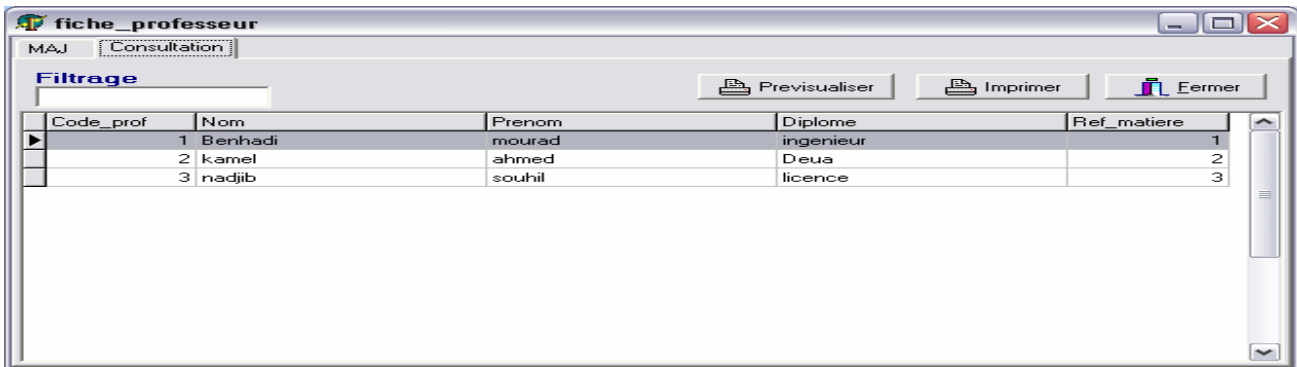 fiche_professeur
MAJ Consultation
Filtrage
Previsualiser Imprimer Fermer
Code_prof Nom Prenom Diplome Ref_matiere
1 Benhadi mourad ingenieur 1
2 kamel ahmed Deua 2
3 nadjib souhil licence 3